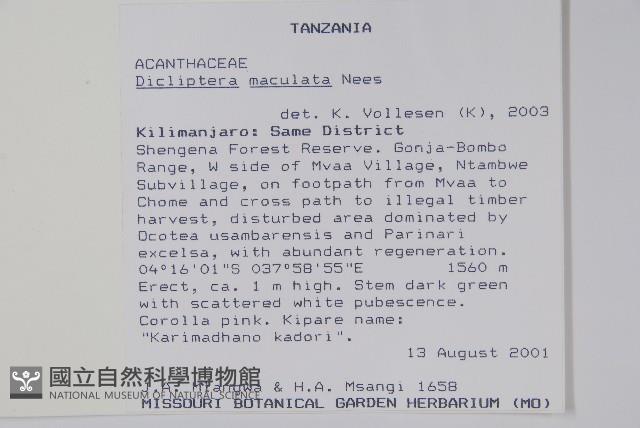 TANZANIA
ACANTHACEAE
Dicliptera maculata Nees
det. K. Vollesen (K), 2003
Kilimanjaro: Same District
Shengena Forest Reserve. Gonja-Bombo
Range, W side of Mvaa Village, Ntambwe
Subvillage, on footpath from Mvaa to
Chome and cross path to illegal timber
harvest, disturbed area dominated by
Ocotea usambarensis and Parinari
excelsa, with abundant regeneration.
04°16'01"S 037°58'55"E 1560 m
Erect, ca. 1 m high. Stem dark green
with scattered white pubescence.
Corolla pink. Kipare name:
"Karimadhano kadori".
13 August 2001
國立自然科學博物館
NATIONAL MUSEUM OF NATURAL SCIENCE
& H.A. Msangi 1658
MISSOURI BOTANICAL GARDEN HERBARIUM (MO)